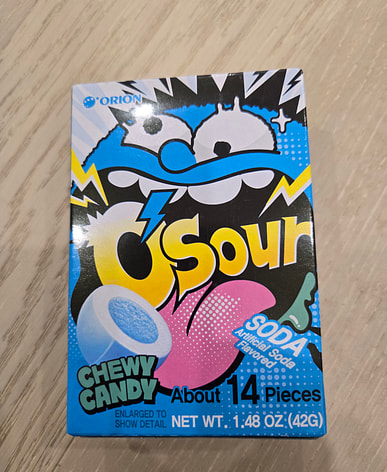 ORION
O'Sour
SODA
Artificial Soda
Flavored
CHEWY
CANDY
About 14 Pieces
ENLARGED TO
SHOW DETAIL
NET WT. 1.48 OZ (42G)